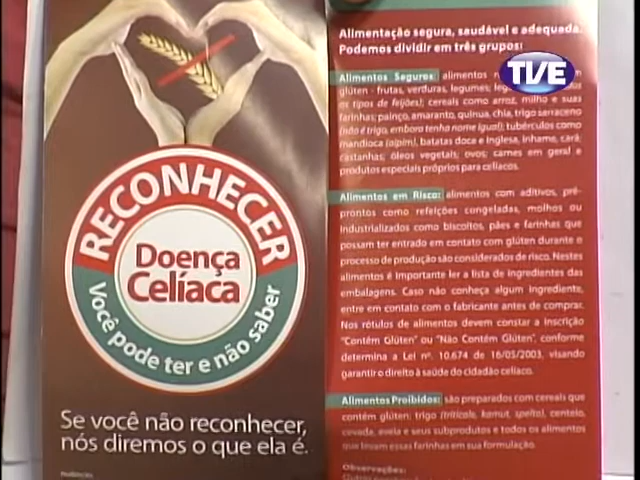 RECONHECER
Doença
Celíaca
Você pode ter e não saber
Se você não reconhecer,
nós diremos o que ela é.
TVE
Alimentação segura, saudável e adequada.
Podemos dividir em três grupos:
Alimentos Seguros: alimentos
glúten - frutas, verduras, legumes;
os tipos de feijões); cereais como arroz, milho e suas
farinhas; painço, amaranto, quinua, chia, trigo sarraceno
(não é trigo, embora tenha nome igual); tubérculos como
mandioca (aipim), batatas doce e inglesa, inhame, cará;
castanhas; óleos vegetais; ovos; carnes em geral e
produtos especiais próprios para celíacos.
Alimentos em Risco: alimentos com aditivos, pré-
prontos como refeições congeladas, molhos ou
industrializados como biscoitos, pães e farinhas que
possam ter entrado em contato com glúten durante o
processo de produção são considerados de risco. Nestes
alimentos é importante ler a lista de ingredientes das
embalagens. Caso não conheça algum ingrediente,
entre em contato com o fabricante antes de comprar.
Nos rótulos de alimentos devem constar a inscrição
"Contém Glúten" ou "Não Contém Glúten", conforme
determina a Lei nº. 10.674 de 16/05/2003, visando
garantir o direito à saúde do cidadão celíaco.
Alimentos Proibidos: são preparados com cereais que
contém glúten: trigo (triticale, kamut, spelta), centeio,
cevada, aveia e seus subprodutos e todos os alimentos
que levam essas farinhas em sua formulação.
Observações: